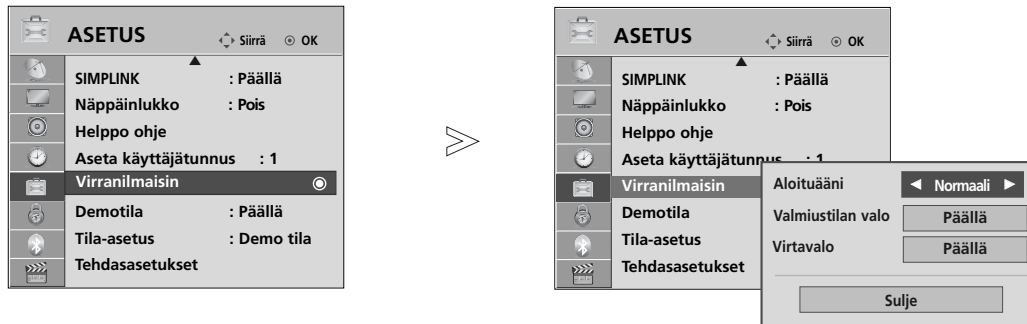 ASETUS
Siirrä OK
SIMPLINK : Päällä
Näppäinlukko : Pois
Helppo ohje
Aseta käyttäjätunnus : 1
Virranilmaisin
Demotila : Päällä
Tila-asetus : Demo tila
Tehdasasetukset
ASETUS
Siirrä OK
SIMPLINK : Päällä
Näppäinlukko : Pois
Helppo ohje
Aseta käyttäjätunnus : 1
Virranilmaisin
Demotila
Tila-asetus
Tehdasasetukset
Aloituääni ◄ Normaali ►
Valmiustilan valo Päällä
Virtavalo Päällä
Sulje